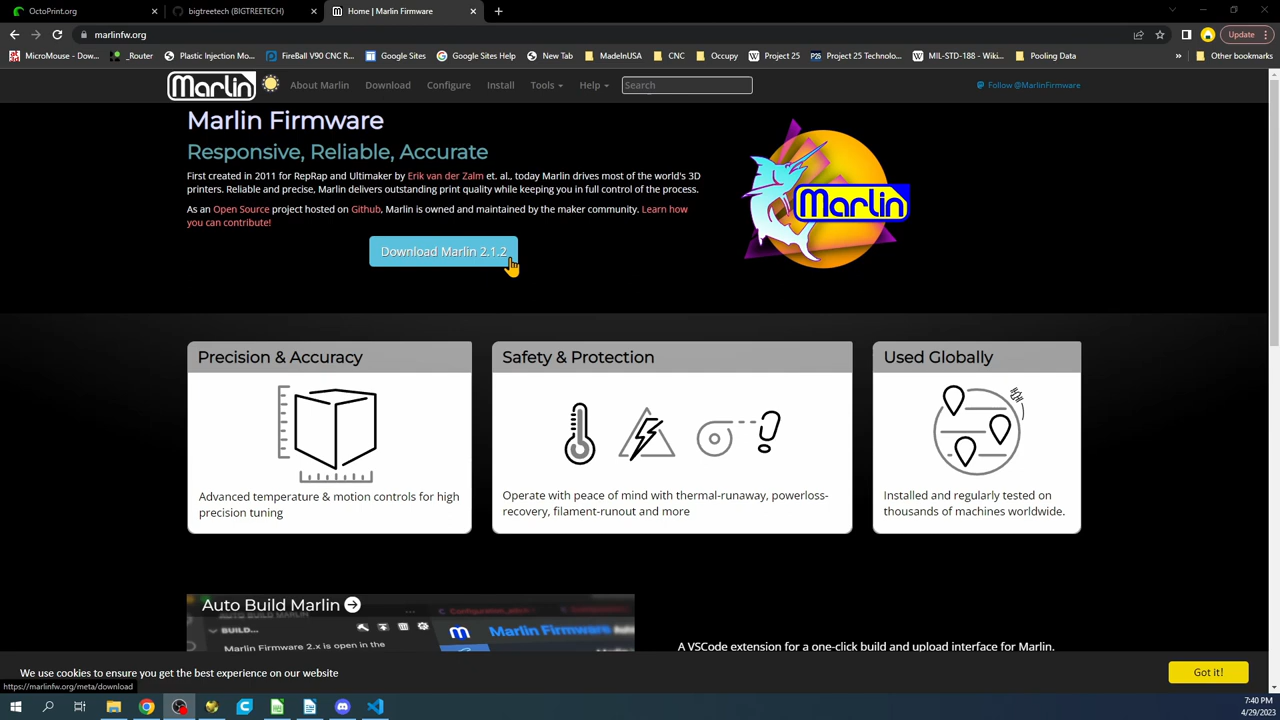 OctoPrint.org
bigtreetech (BIGTREETECH)
Home | Marlin Firmware
marlinfw.org
Update
MicroMouse - Dow...
_Router
Plastic Injection Mo...
FireBall V90 CNC R...
Google Sites
Google Sites Help
New Tab
MadeInUSA
CNC
Occupy
Project 25
Project 25 Technolo...
MIL-STD-188 - Wiki...
Pooling Data
»
Other bookmarks
Marlin
About Marlin
Download
Configure
Install
Tools
Help
Search
Follow @MarlinFirmware
Marlin Firmware
Responsive, Reliable, Accurate
First created in 2011 for RepRap and Ultimaker by Erik van der Zalm et. al., today Marlin drives most of the world's 3D
printers. Reliable and precise, Marlin delivers outstanding print quality while keeping you in full control of the process.
As an Open Source project hosted on Github, Marlin is owned and maintained by the maker community. Learn how
you can contribute!
Marlin
Download Marlin 2.1.2
Precision & Accuracy
Safety & Protection
Used Globally
Advanced temperature & motion controls for high
precision tuning
Operate with peace of mind with thermal-runaway, powerloss-
recovery, filament-runout and more
Installed and regularly tested on
thousands of machines worldwide.
Auto Build Marlin
BUILD...
Marlin Firmware 2.x is open in the
Marlin Firmware
A VSCode extension for a one-click build and upload interface for Marlin.
We use cookies to ensure you get the best experience on our website
Got it!
https://marlinfw.org/meta/download
7:40 PM
4/29/2023